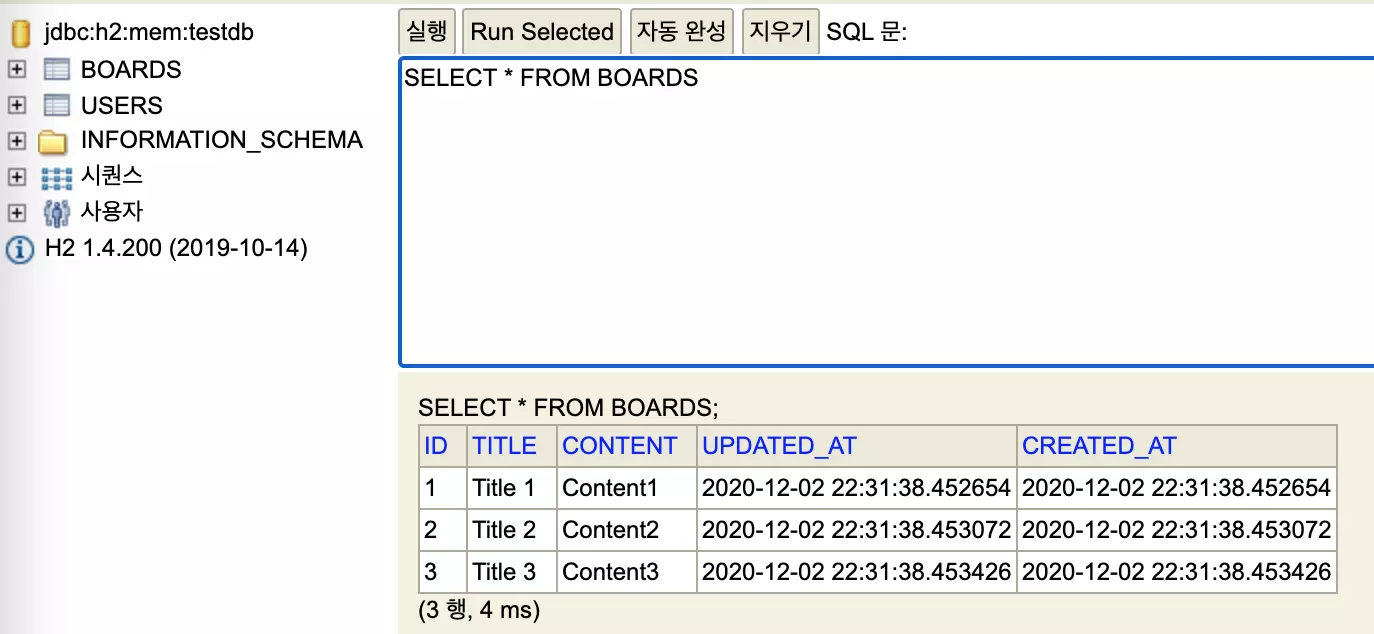 jdbc:h2:mem:testdb
BOARDS
USERS
INFORMATION_SCHEMA
시퀀스
사용자
H2 1.4.200 (2019-10-14)
실행 Run Selected 자동 완성 지우기 SQL 문:
SELECT * FROM BOARDS
SELECT * FROM BOARDS;
ID TITLE CONTENT UPDATED_AT CREATED_AT
1 Title 1 Content1 2020-12-02 22:31:38.452654 2020-12-02 22:31:38.452654
2 Title 2 Content2 2020-12-02 22:31:38.453072 2020-12-02 22:31:38.453072
3 Title 3 Content3 2020-12-02 22:31:38.453426 2020-12-02 22:31:38.453426
(3 행, 4 ms)